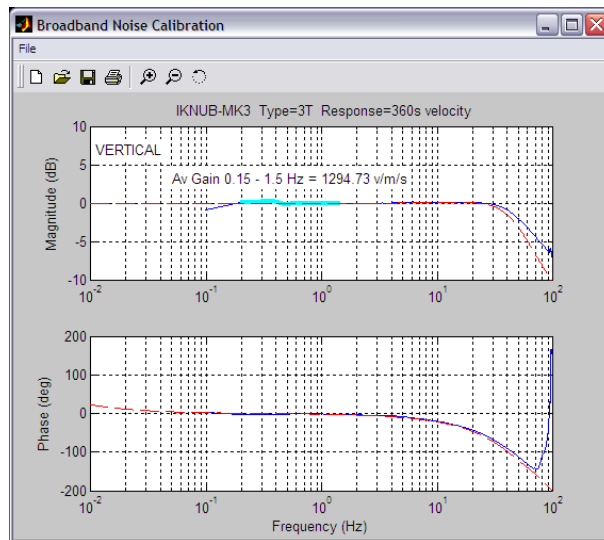 Broadband Noise Calibration
File
IKNUB-MK3 Type=3T Response=360s velocity
VERTICAL
Av Gain 0.15 - 1.5 Hz = 1294.73 v/m/s
Magnitude (dB)
10
5
0
-5
-10
10^-2 10^-1 10^0 10^1 10^2
Phase (deg)
200
100
0
-100
-200
10^-2 10^-1 10^0 10^1 10^2
Frequency (Hz)